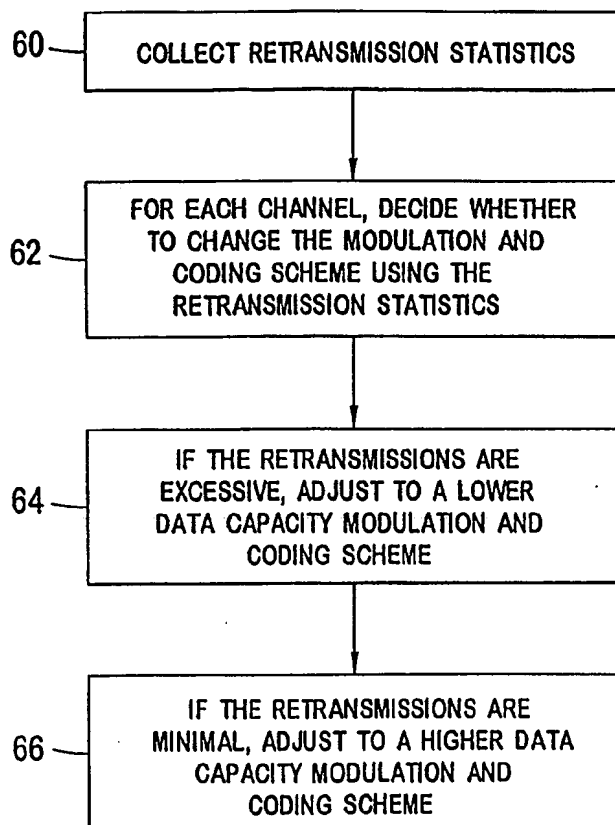 60
COLLECT RETRANSMISSION STATISTICS
62
FOR EACH CHANNEL, DECIDE WHETHER
TO CHANGE THE MODULATION AND
CODING SCHEME USING THE
RETRANSMISSION STATISTICS
64
IF THE RETRANSMISSIONS ARE
EXCESSIVE, ADJUST TO A LOWER
DATA CAPACITY MODULATION AND
CODING SCHEME
66
IF THE RETRANSMISSIONS ARE
MINIMAL, ADJUST TO A HIGHER DATA
CAPACITY MODULATION AND
CODING SCHEME